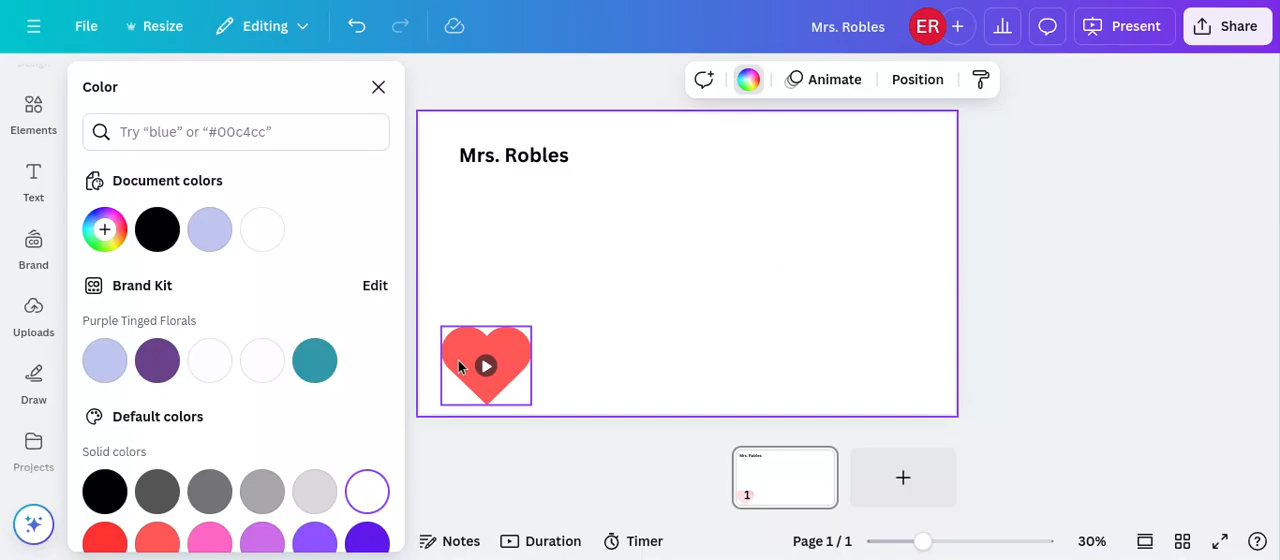 File
Resize
Editing
Mrs. Robles
ER
+
Present
Share
Elements
Text
Brand
Uploads
Draw
Projects
Color
Try “blue” or “#00c4cc”
Document colors
Brand Kit
Edit
Purple Tinged Florals
Default colors
Solid colors
Animate
Position
Mrs. Robles
Mrs. Robles
1
+
Notes
Duration
Timer
Page 1 / 1
30%